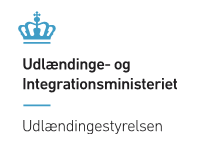 Udlændinge- og
Integrationsministeriet
Udlændingestyrelsen